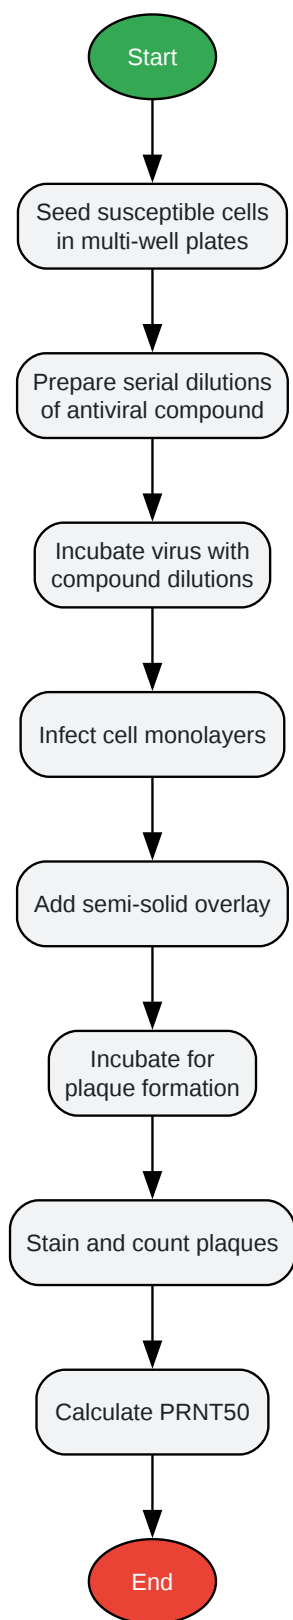 Start
Seed susceptible cells
in multi-well plates
Prepare serial dilutions
of antiviral compound
Incubate virus with
compound dilutions
Infect cell monolayers
Add semi-solid overlay
Incubate for
plaque formation
Stain and count plaques
Calculate PRNT50
End